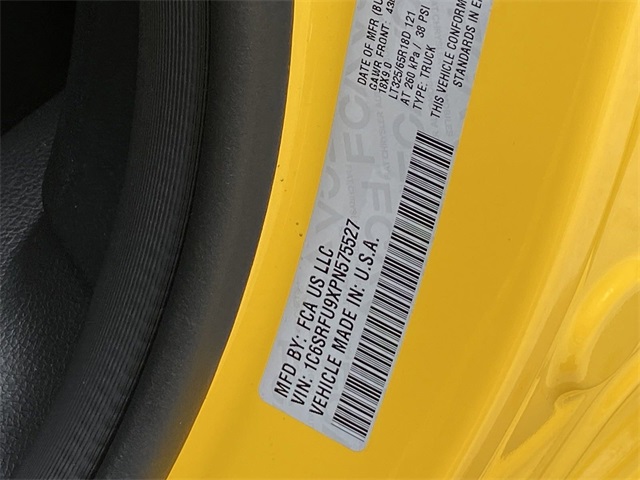 MFD BY: FCA US LLC
VIN: 1C6SRFU9XPN575527
VEHICLE MADE IN: U.S.A.
DATE OF MFR
GAWR FRONT:
18X9.0
LT325/65R18D 121
AT 260 kPa / 38 PSI
TYPE: TRUCK
THIS VEHICLE
STANDARDS IN